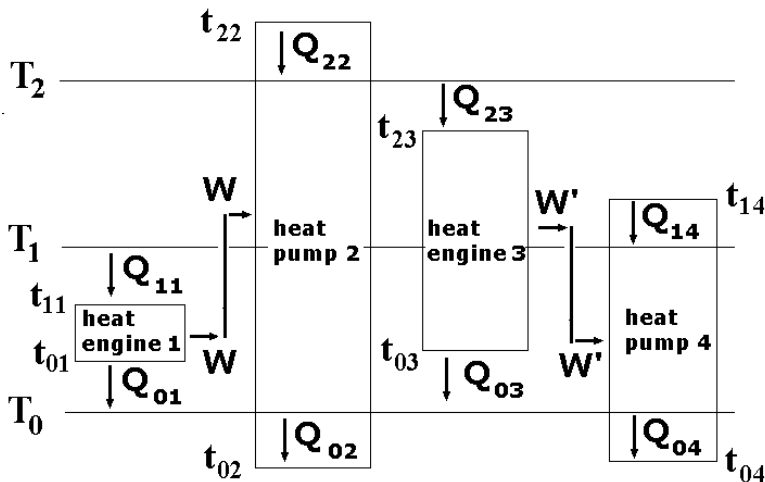 t22
Q22
T2
Q23
t23
W
W'
t14
heat
pump 2
heat
engine 3
Q14
T1
Q11
t11
heat
engine 1
t01
W
Q01
t03
Q03
W'
heat
pump 4
T0
Q02
t02
Q04
t04